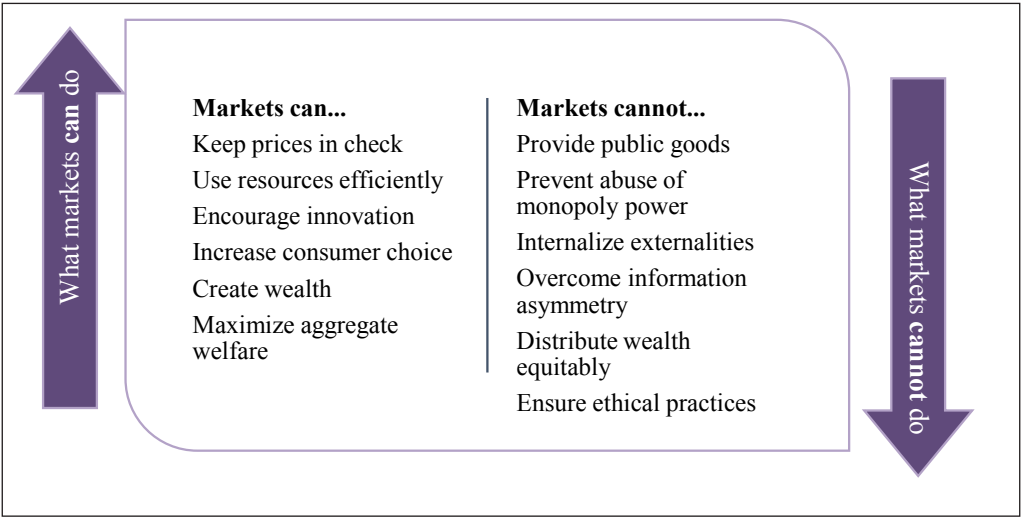 What markets can do
Markets can...
Keep prices in check
Use resources efficiently
Encourage innovation
Increase consumer choice
Create wealth
Maximize aggregate
welfare
Markets cannot...
Provide public goods
Prevent abuse of
monopoly power
Internalize externalities
Overcome information
asymmetry
Distribute wealth
equitably
Ensure ethical practices
What markets cannot do